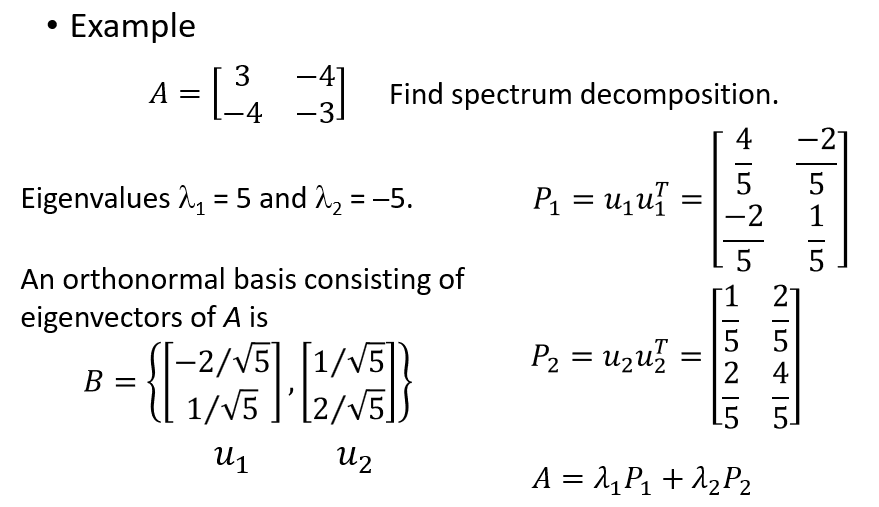 • Example
A = [3 −4; −4 −3] Find spectrum decomposition.
Eigenvalues λ₁ = 5 and λ₂ = –5.
An orthonormal basis consisting of
eigenvectors of A is
B = {[−2/√5; 1/√5], [1/√5; 2/√5]}
u₁ u₂
P₁ = u₁u₁ᵀ = [4/5 −2/5; −2/5 1/5]
P₂ = u₂u₂ᵀ = [1/5 2/5; 2/5 4/5]
A = λ₁P₁ + λ₂P₂